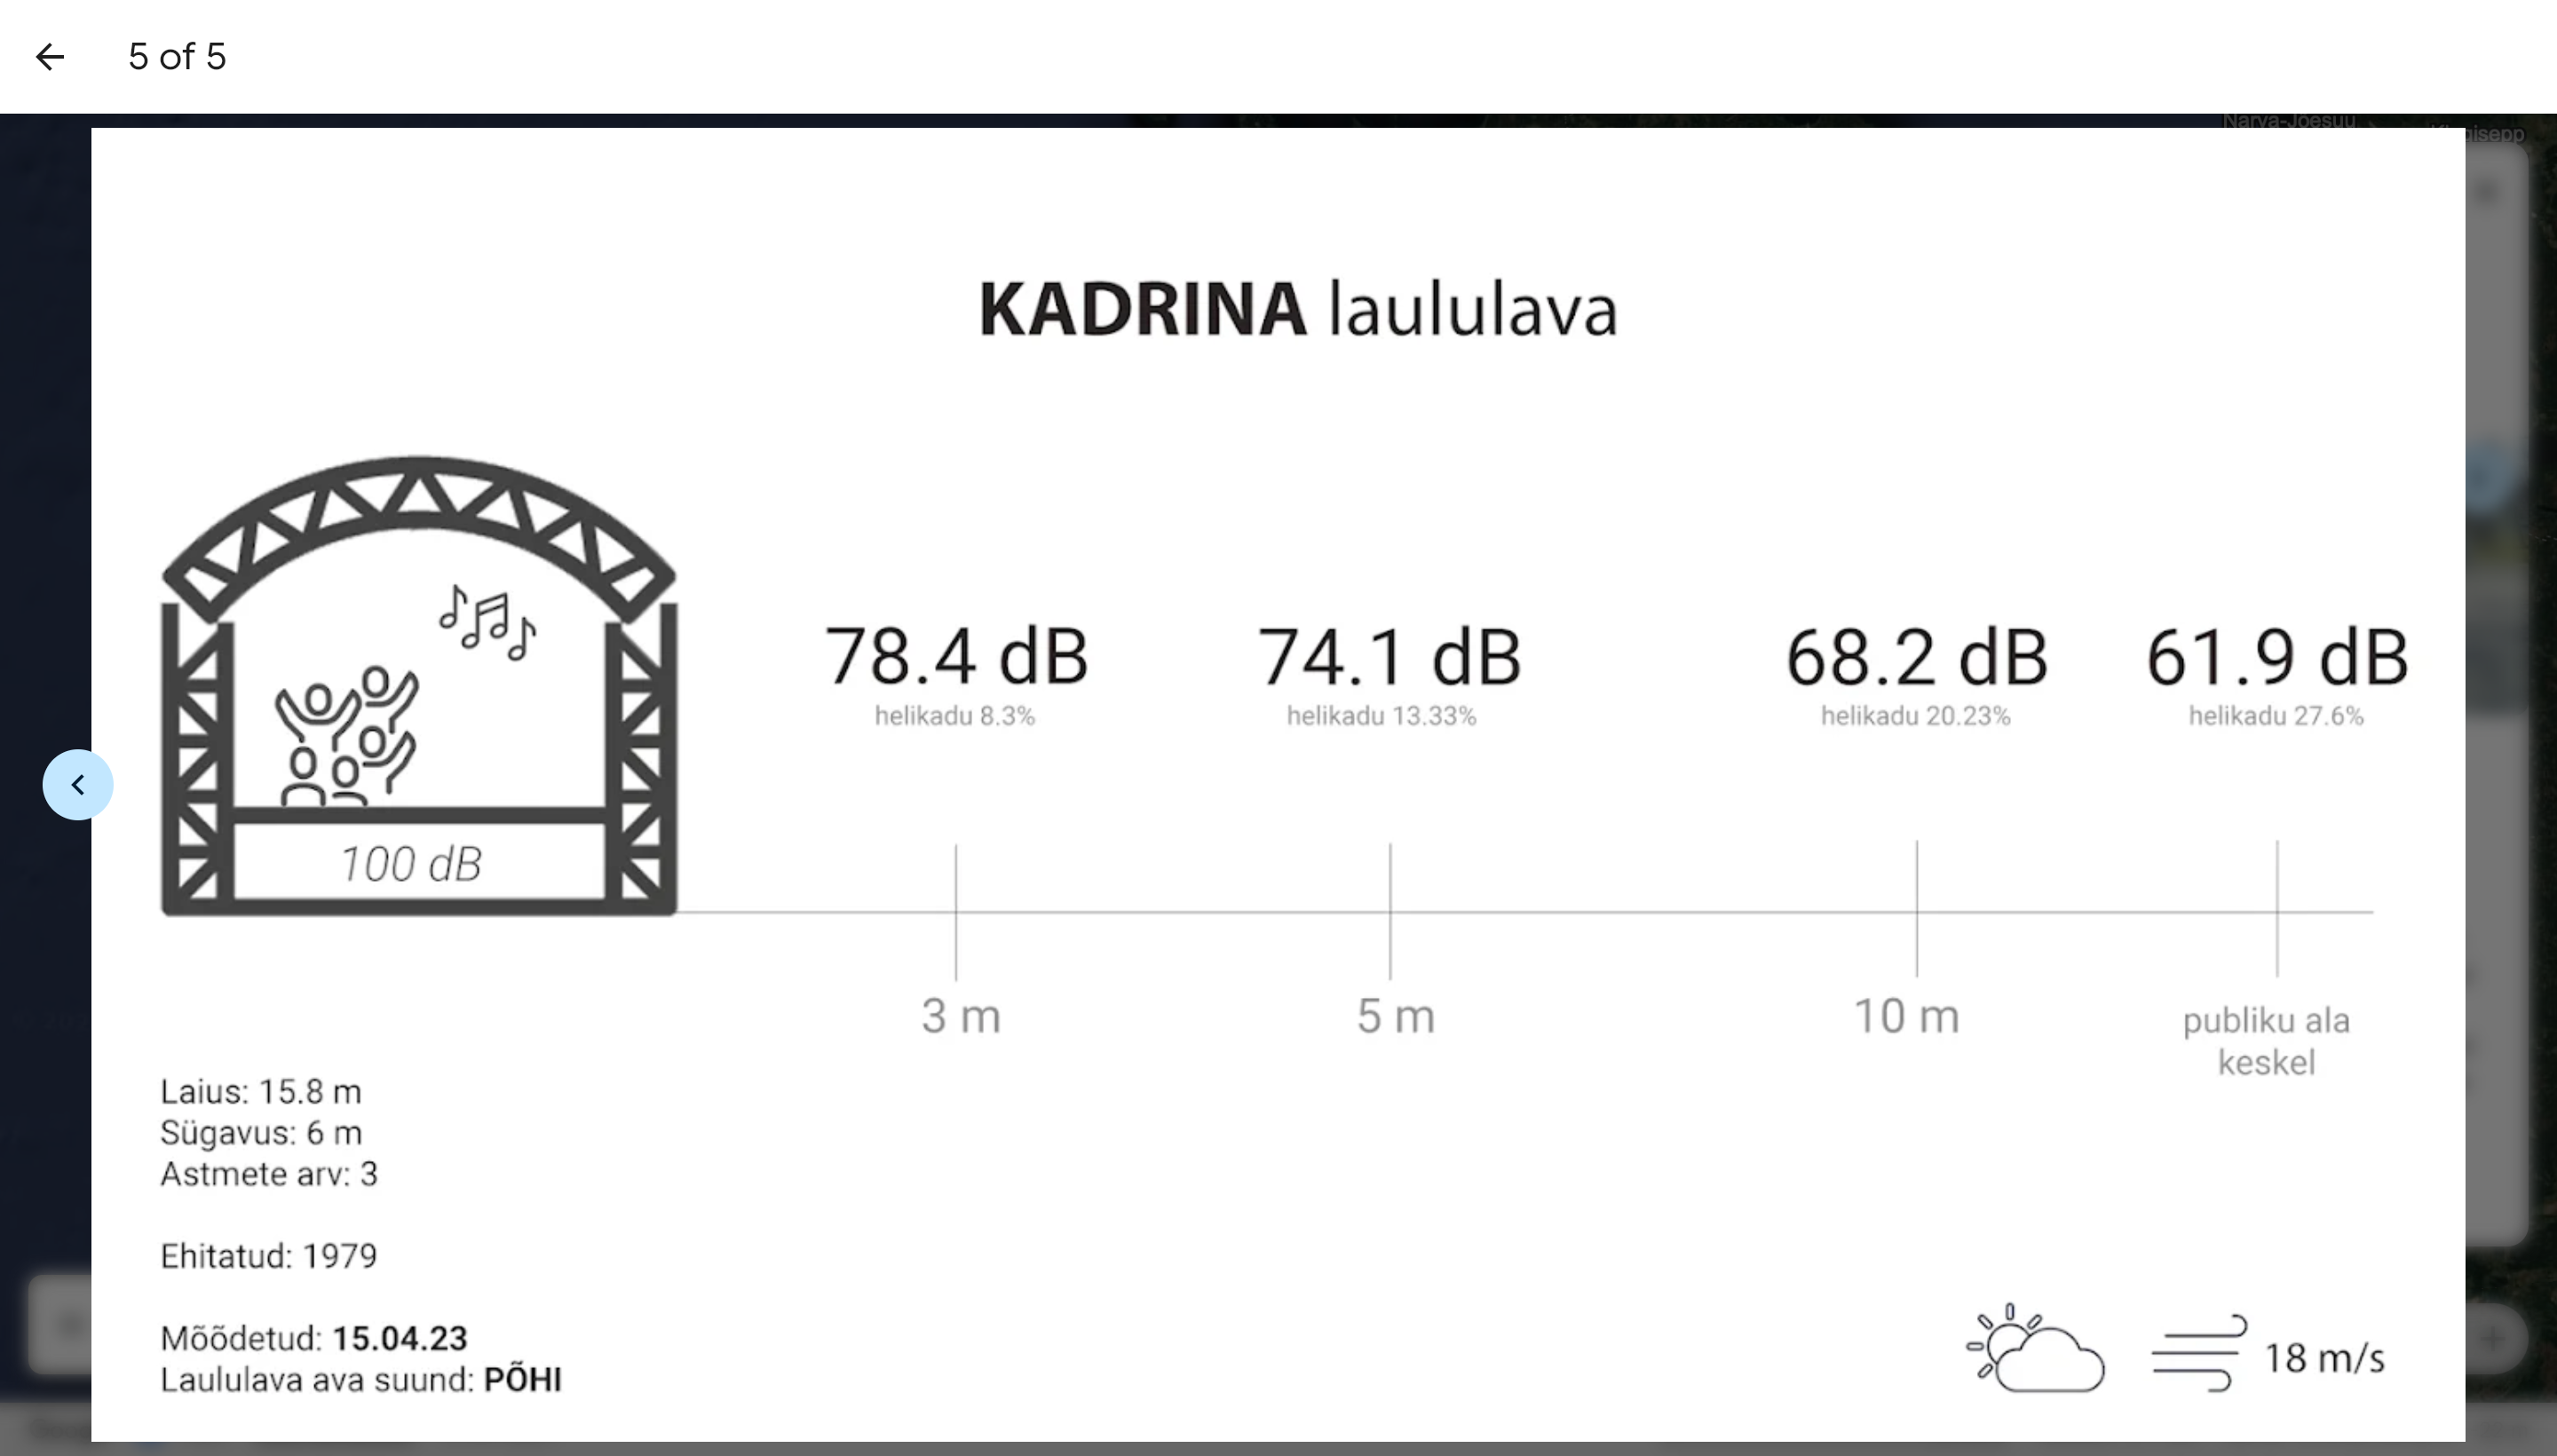 5 of 5
Narva-Jõesuu
KADRINA laululava
78.4 dB
helikadu 8.3%
74.1 dB
helikadu 13.33%
68.2 dB
helikadu 20.23%
61.9 dB
helikadu 27.6%
100 dB
3 m
5 m
10 m
publiku ala
keskel
Laius: 15.8 m
Sügavus: 6 m
Astmete arv: 3
Ehitatud: 1979
Mõõdetud: 15.04.23
Laululava ava suund: PÕHI
18 m/s